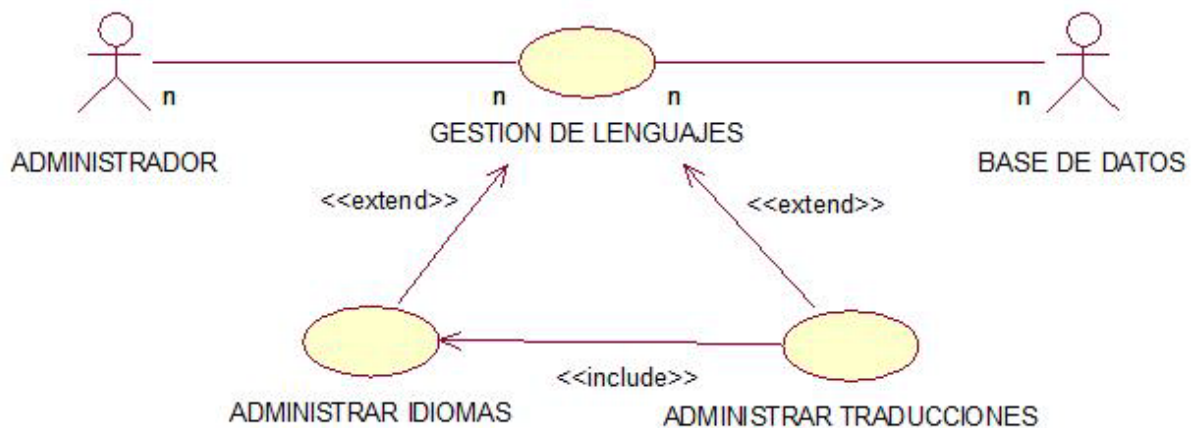 n
n
n
n
GESTION DE LENGUAJES
ADMINISTRADOR
BASE DE DATOS
<<extend>>
<<extend>>
<<include>>
ADMINISTRAR IDIOMAS
ADMINISTRAR TRADUCCIONES